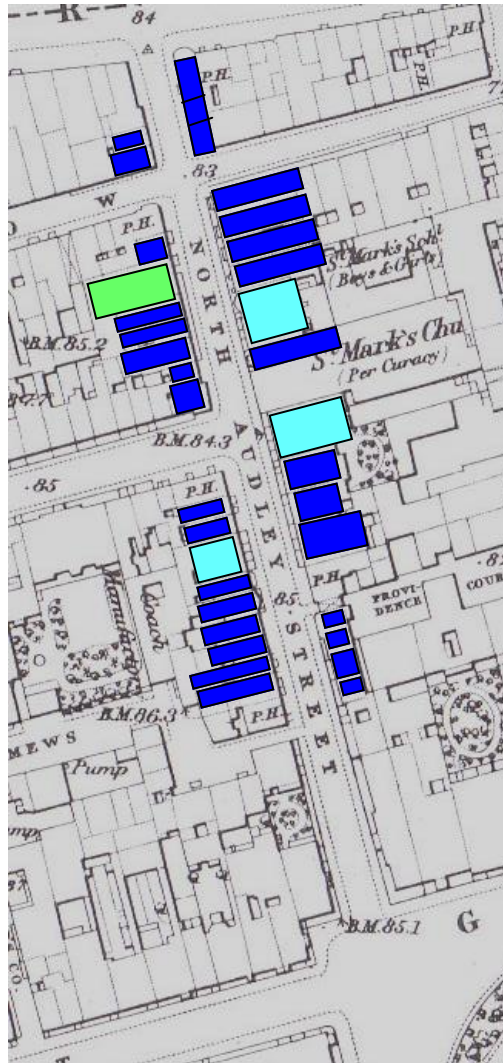 R
84
P.H.
P.H.
P.H.
83
W
P.H.
NORTH AUDLEY STREET
St. Mark's Schl
(Boys & Girls)
B.M.85.2
St. Mark's Chu
(Per Curacy)
B.M.84.3
85
P.H.
P.H.
Coach
Manufactory
85
PROVI-
DENCE
COUR
B.M.86.3
P.H.
MEWS
Pump
B.M.85.1
G